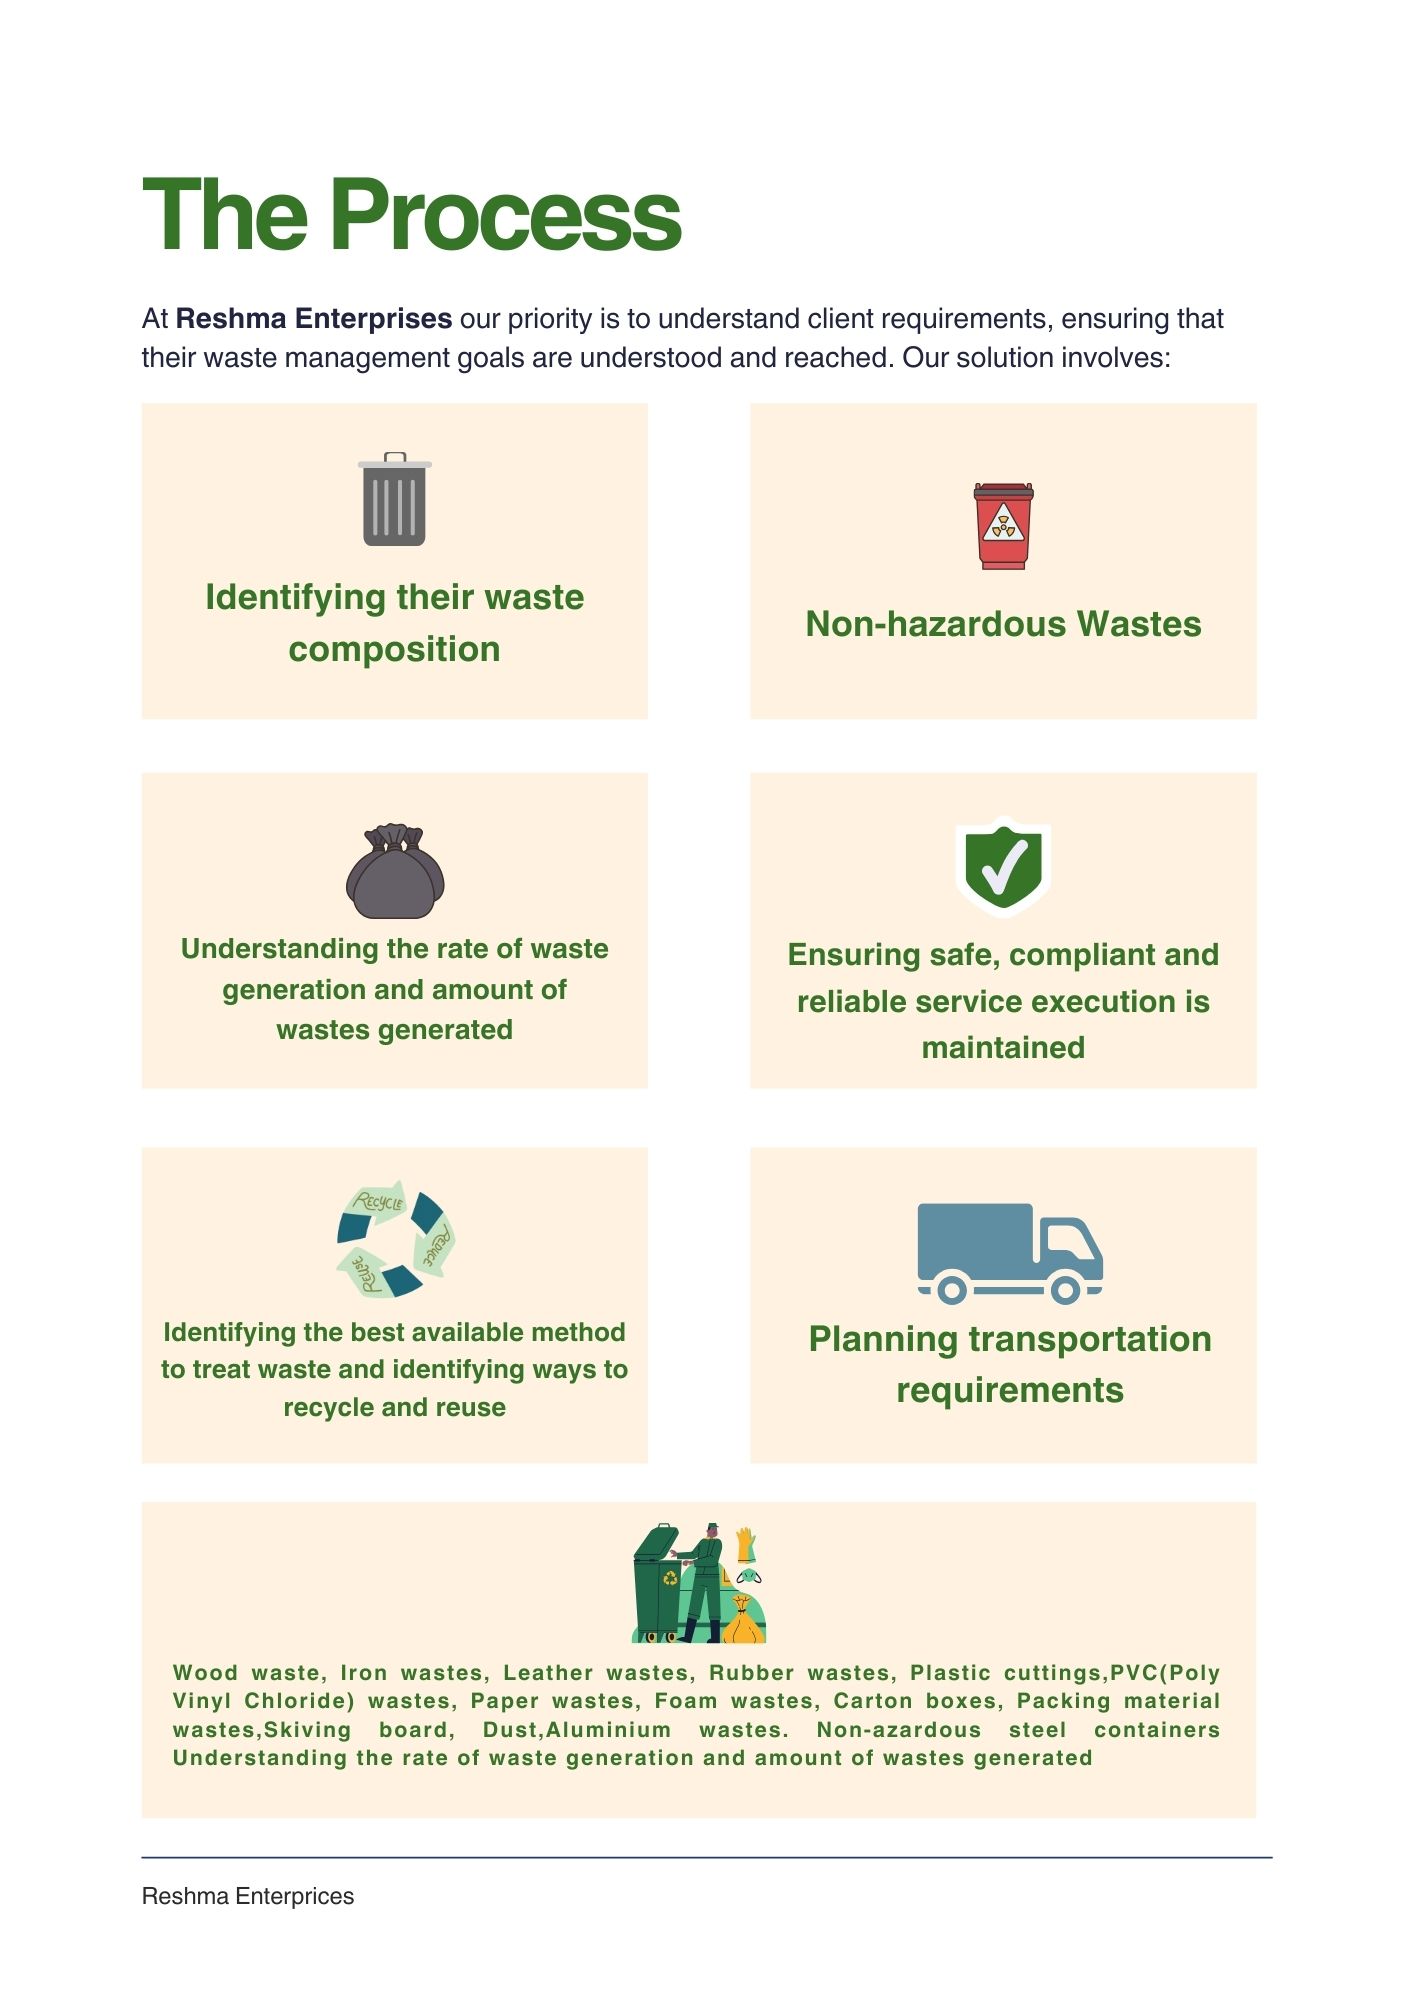 The Process
At Reshma Enterprises our priority is to understand client requirements, ensuring that
their waste management goals are understood and reached. Our solution involves:
Identifying their waste
composition
Non-hazardous Wastes
Understanding the rate of waste
generation and amount of
wastes generated
Ensuring safe, compliant and
reliable service execution is
maintained
RECYCLE
REDUCE
REUSE
Identifying the best available method
to treat waste and identifying ways to
recycle and reuse
Planning transportation
requirements
Wood waste, Iron wastes, Leather wastes, Rubber wastes, Plastic cuttings,PVC(Poly
Vinyl Chloride) wastes, Paper wastes, Foam wastes, Carton boxes, Packing material
wastes,Skiving board, Dust,Aluminium wastes. Non-azardous steel containers
Understanding the rate of waste generation and amount of wastes generated
Reshma Enterprices